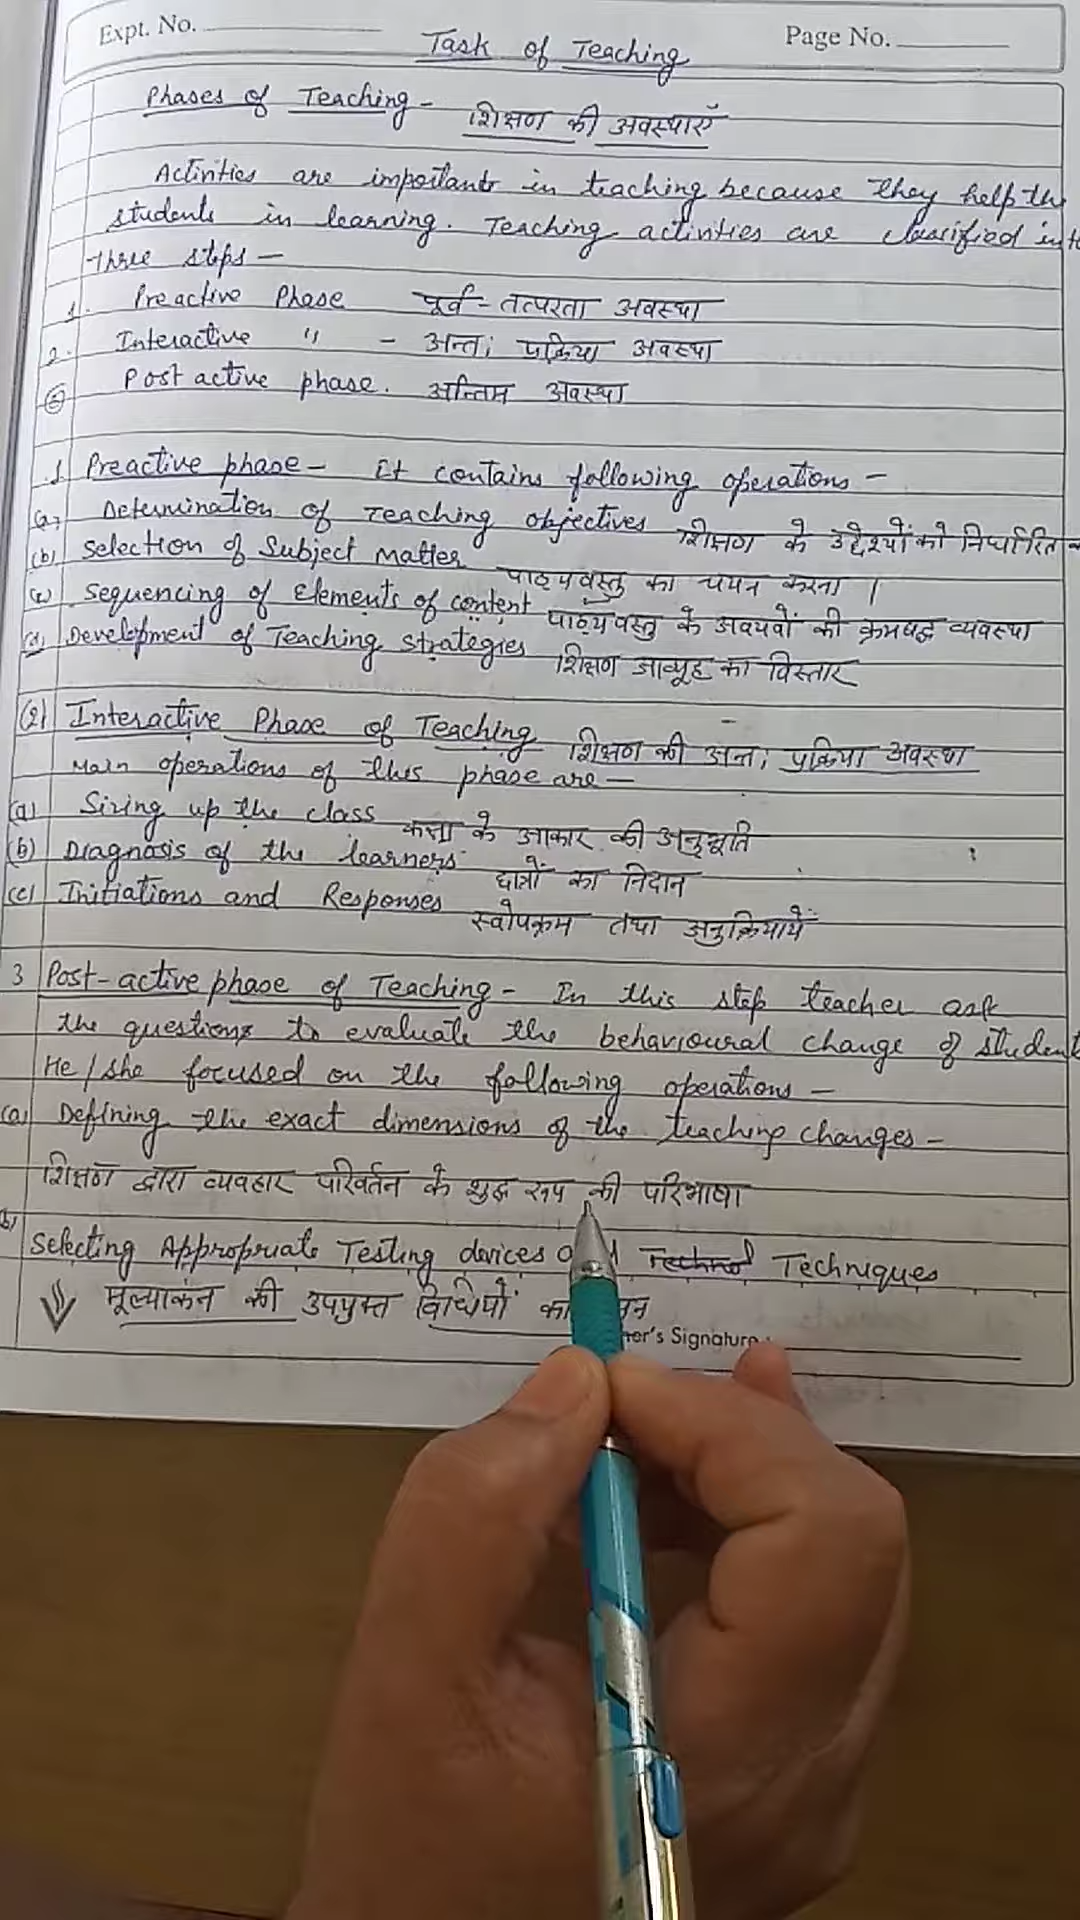 Expt. No.
Page No.
Task of Teaching
Phases of Teaching - शिक्षण की अवस्थाएँ
Activities are important in teaching because they help the
students in learning. Teaching activities are classified into
three steps —
1. Preactive Phase पूर्व - तत्परता अवस्था
2. Interactive " - अन्त: प्रक्रिया अवस्था
③ Post active phase. अन्तिम अवस्था
1 Preactive phase - It contains following operations -
(a) Determination of Teaching objectives शिक्षण के उद्देश्यों को निर्धारित
(b) Selection of Subject Matter पाठ्यवस्तु का चयन करना ।
(c) Sequencing of Elements of content पाठ्यवस्तु के अवयवों की क्रमबद्ध व्यवस्था
(d) Development of Teaching strategies शिक्षण का विस्तार
(2) Interactive Phase of Teaching शिक्षण की अन्त: प्रक्रिया अवस्था
Main operations of this phase are —
(a) Sizing up the class कक्षा के आकार की अनुभूति
(b) Diagnosis of the learners छात्रों का निदान
(c) Initiations and Responses स्वोपक्रम तथा अनुक्रियायें
3 Post-active phase of Teaching - In this step teacher ask
the questions to evaluate the behavioural change of student
He/she focused on the following operations -
(a) Defining the exact dimensions of the teaching changes -
शिक्षण द्वारा व्यवहार परिवर्तन के शुद्ध रूप की परिभाषा
(b) Selecting Appropriate Testing devices Techniques
मूल्याकंन की उपयुक्त विधियों का
her's Signature :